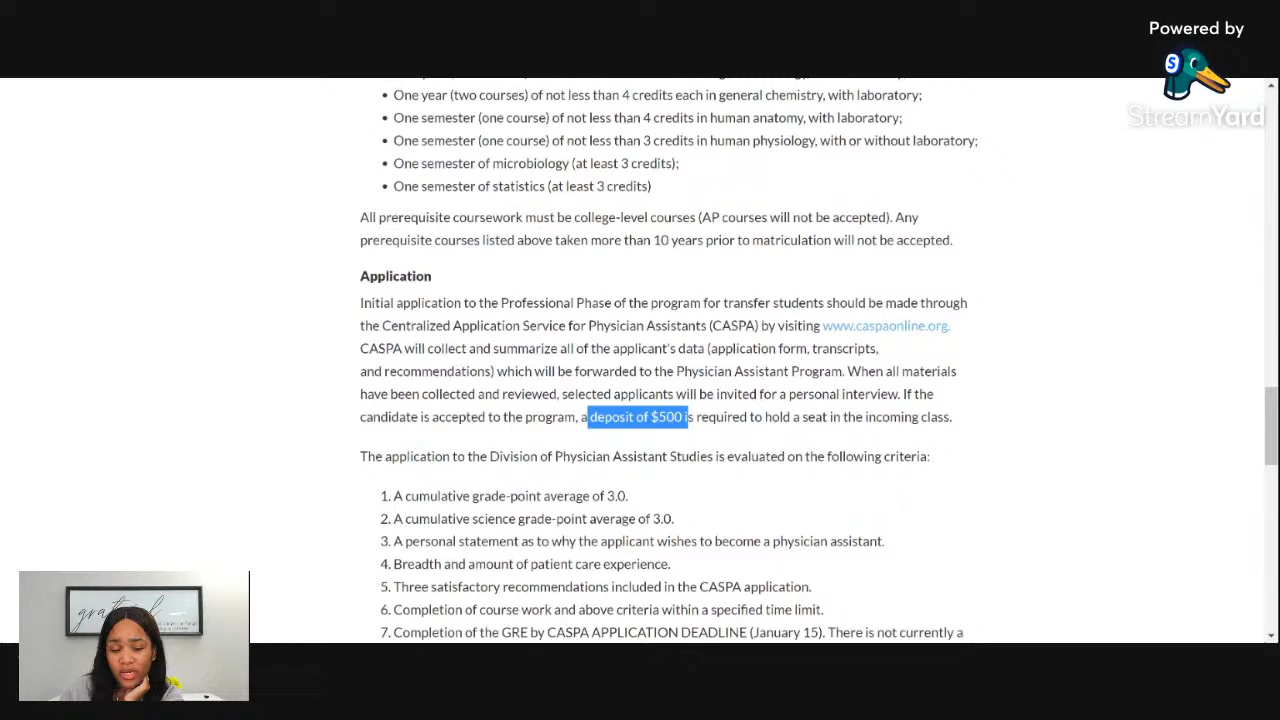 Powered by
StreamYard
• One year (two courses) of not less than 4 credits each in general chemistry, with laboratory;
• One semester (one course) of not less than 4 credits in human anatomy, with laboratory;
• One semester (one course) of not less than 3 credits in human physiology, with or without laboratory;
• One semester of microbiology (at least 3 credits);
• One semester of statistics (at least 3 credits)
All prerequisite coursework must be college-level courses (AP courses will not be accepted). Any
prerequisite courses listed above taken more than 10 years prior to matriculation will not be accepted.
Application
Initial application to the Professional Phase of the program for transfer students should be made through
the Centralized Application Service for Physician Assistants (CASPA) by visiting www.caspaonline.org.
CASPA will collect and summarize all of the applicant's data (application form, transcripts,
and recommendations) which will be forwarded to the Physician Assistant Program. When all materials
have been collected and reviewed, selected applicants will be invited for a personal interview. If the
candidate is accepted to the program, a deposit of $500 is required to hold a seat in the incoming class.
The application to the Division of Physician Assistant Studies is evaluated on the following criteria:
1. A cumulative grade-point average of 3.0.
2. A cumulative science grade-point average of 3.0.
3. A personal statement as to why the applicant wishes to become a physician assistant.
4. Breadth and amount of patient care experience.
5. Three satisfactory recommendations included in the CASPA application.
6. Completion of course work and above criteria within a specified time limit.
7. Completion of the GRE by CASPA APPLICATION DEADLINE (January 15). There is not currently a